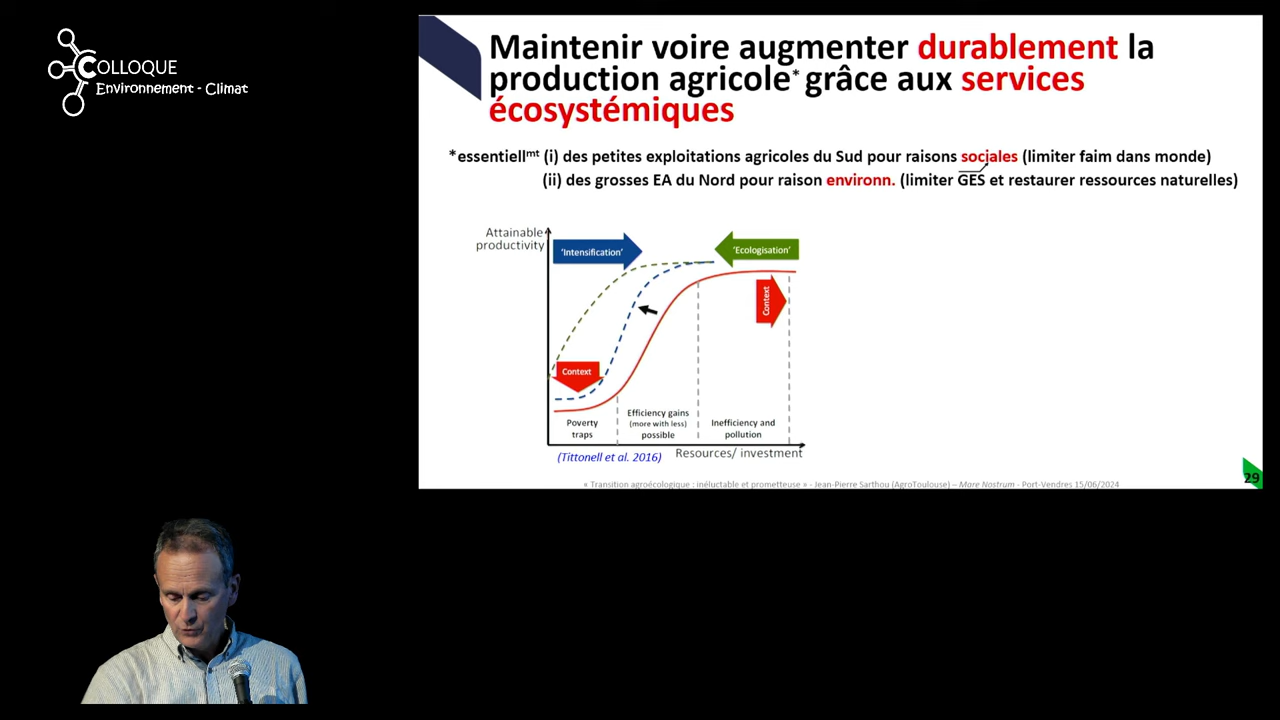 COLLOQUE
Environnement - Climat
Maintenir voire augmenter durablement la
production agricole* grâce aux services
écosystémiques
*essentiellmt (i) des petites exploitations agricoles du Sud pour raisons sociales (limiter faim dans monde)
(ii) des grosses EA du Nord pour raison environn. (limiter GES et restaurer ressources naturelles)
Attainable
productivity
'Intensification'
'Ecologisation'
Context
Context
Poverty
traps
Efficiency gains
(more with less)
possible
Inefficiency and
pollution
(Tittonell et al. 2016)
Resources/ investment
« Transition agroécologique : inéluctable et prometteuse » - Jean-Pierre Sarthou (AgroToulouse) – Mare Nostrum - Port-Vendres 15/06/2024
29